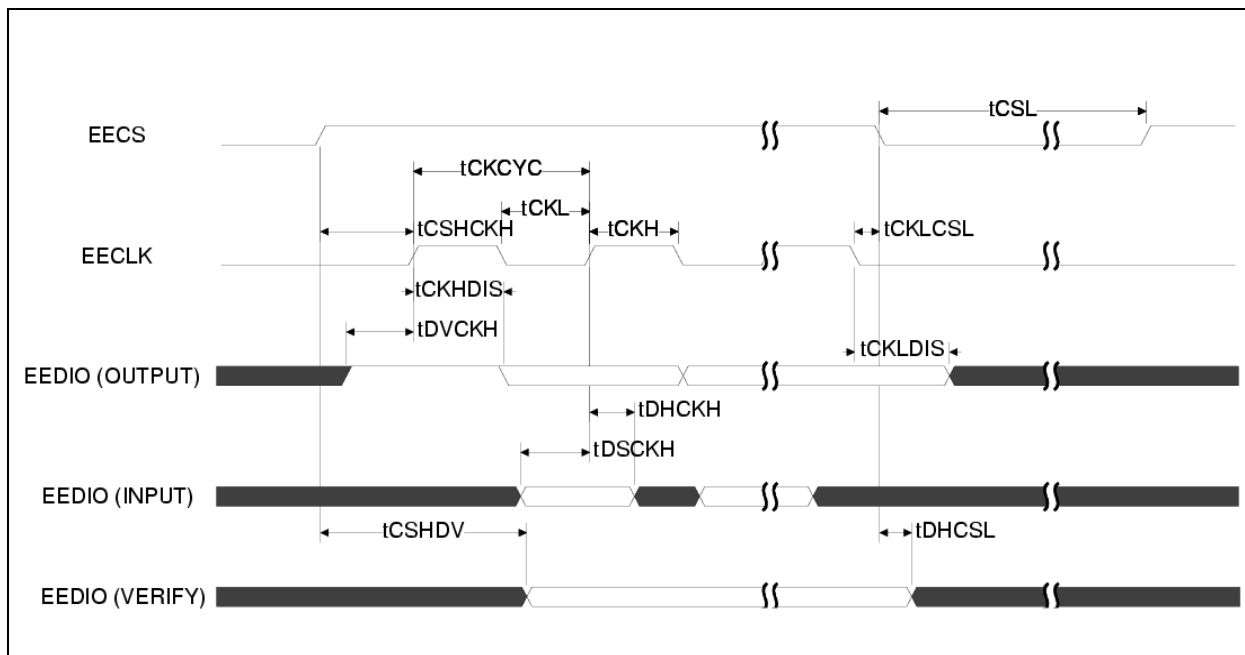 tCSL
EECS
tCKCYC
tCKL
tCSHCKH
tCKH
tCKLCSL
EECLK
tCKHDIS
tDVCKH
tCKLDIS
EEDIO (OUTPUT)
tDHCKH
tDSCKH
EEDIO (INPUT)
tCSHDV
tDHCSL
EEDIO (VERIFY)